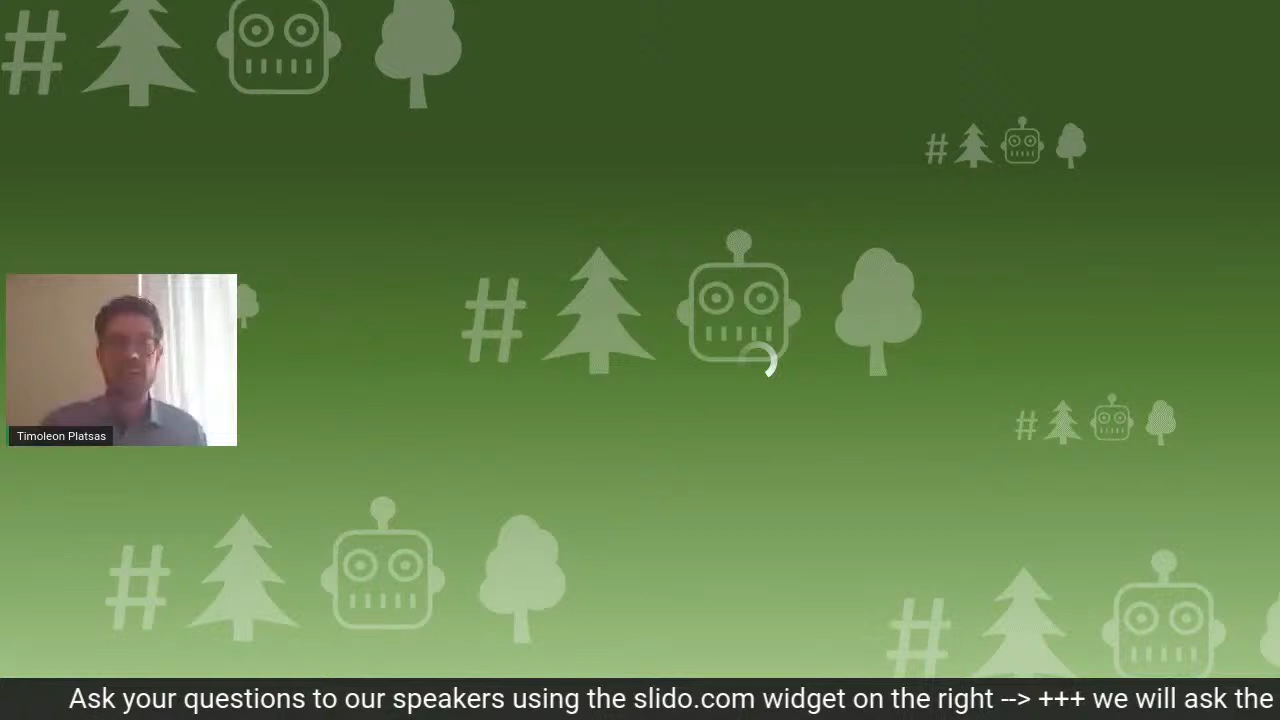 Timoleon Platsas
Ask your questions to our speakers using the slido.com widget on the right --> +++ we will ask the